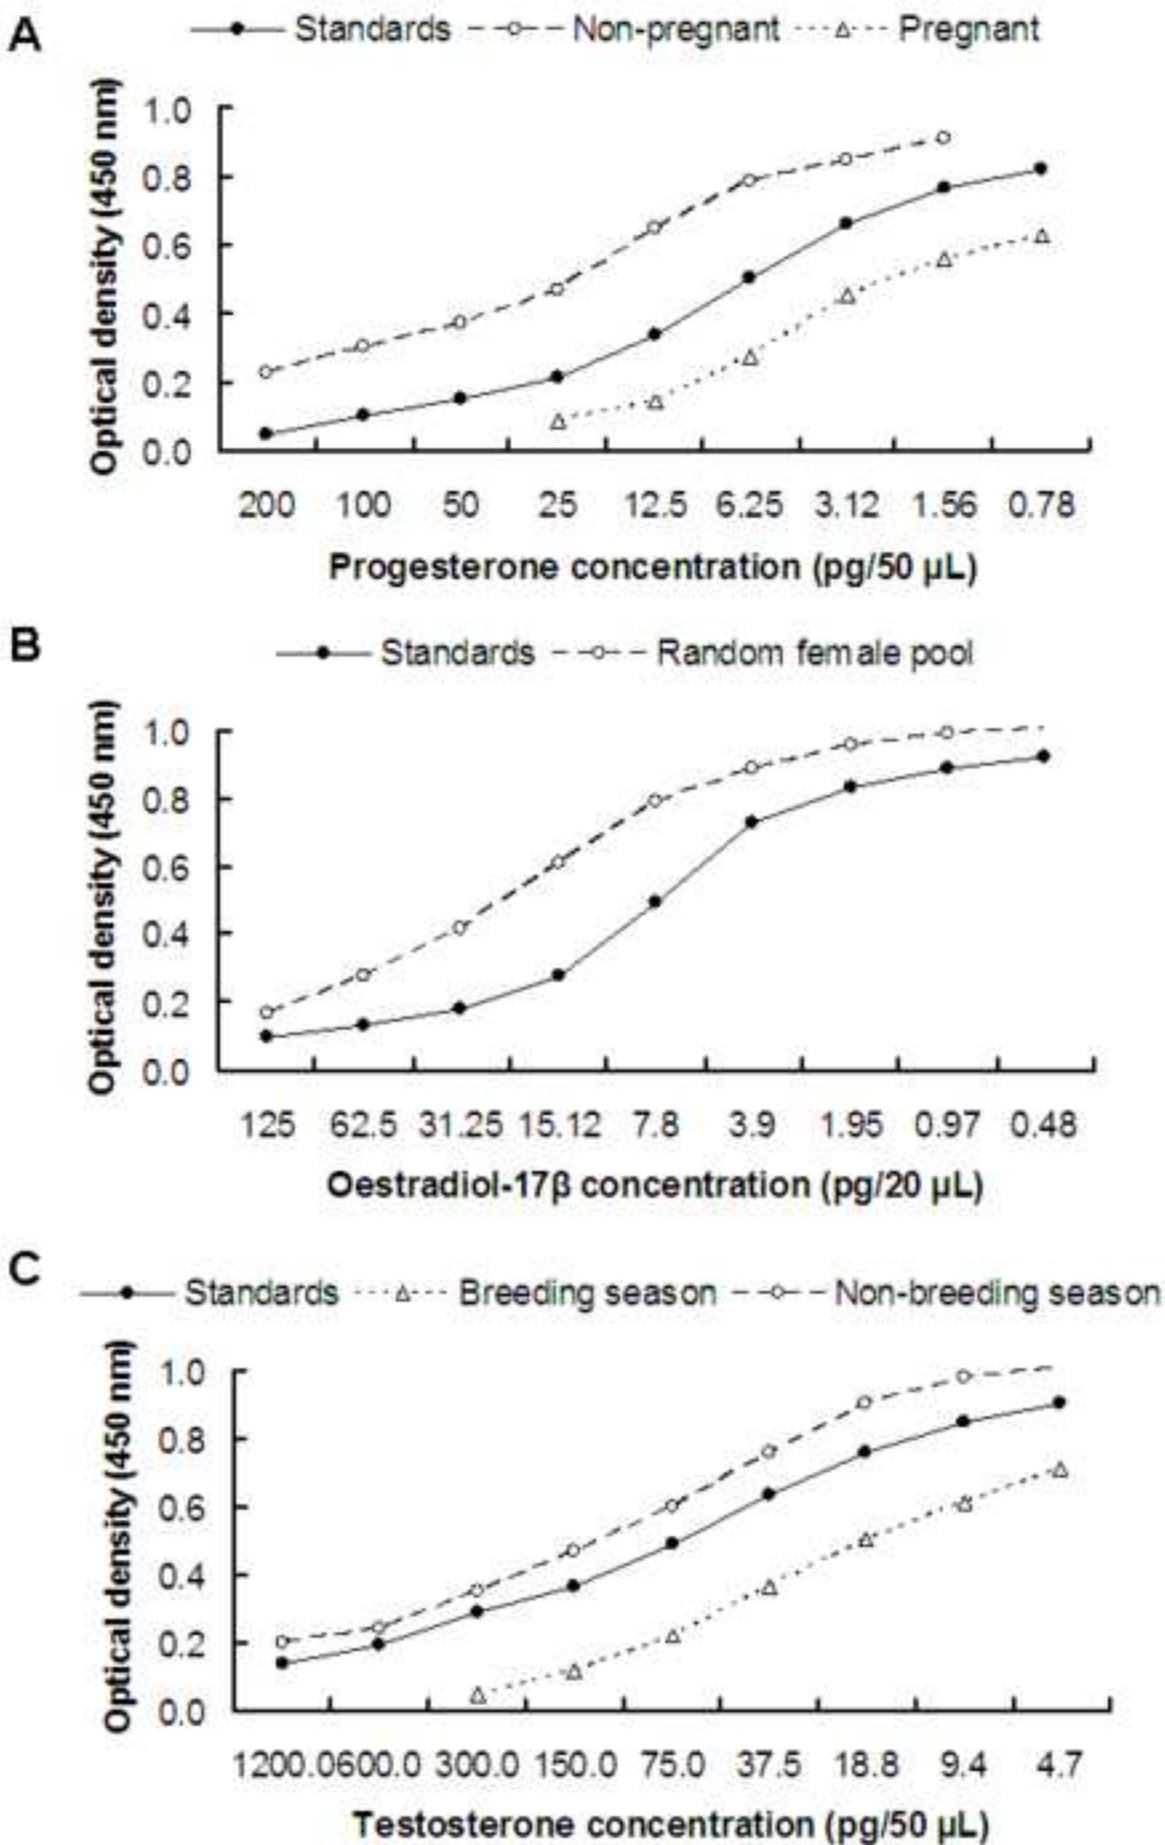 A
Standards Non-pregnant Pregnant
Optical density (450 nm)
1.0
0.8
0.6
0.4
0.2
0.0
200 100 50 25 12.5 6.25 3.12 1.56 0.78
Progesterone concentration (pg/50 µL)
B
Standards Random female pool
Optical density (450 nm)
1.0
0.8
0.6
0.4
0.2
0.0
125 62.5 31.25 15.12 7.8 3.9 1.95 0.97 0.48
Oestradiol-17β concentration (pg/20 µL)
C
Standards Breeding season Non-breeding season
Optical density (450 nm)
1.0
0.8
0.6
0.4
0.2
0.0
1200.0 600.0 300.0 150.0 75.0 37.5 18.8 9.4 4.7
Testosterone concentration (pg/50 µL)